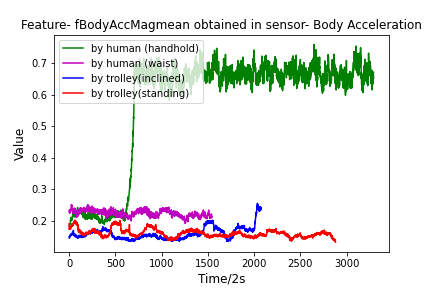 Feature- fBodyAccMagmean obtained in sensor- Body Acceleration
by human (handhold)
by human (waist)
by trolley(inclined)
by trolley(standing)
Value
0.7
0.6
0.5
0.4
0.3
0.2
0 500 1000 1500 2000 2500 3000
Time/2s